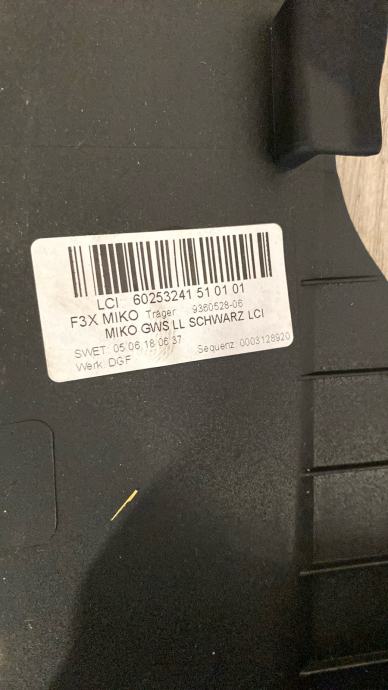 LCI 60253241 51 01 01
F3X MIKO Träger 9360528-06
MIKO GWS LL SCHWARZ LCI
SWET: 05.06.18 06:37
Werk: DGF Sequenz: 0003128920